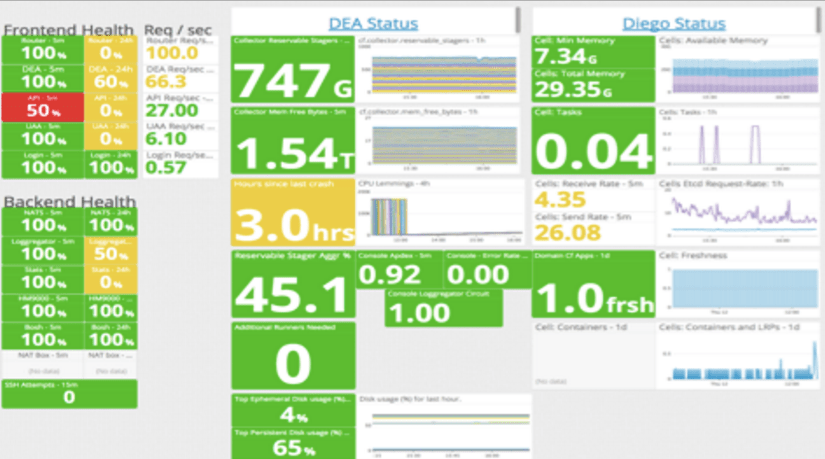 Frontend Health
Req / sec
Router - 5m
100%
Router - 24h
0%
Router Req/s...
100.0
DEA - 5m
100%
DEA - 24h
60%
DEA Req/sec ...
66.3
API - 5m
50%
API - 24h
0%
API Req/sec -...
27.00
UAA - 5m
100%
UAA - 24h
0%
UAA Req/sec ...
6.10
Login - 5m
100%
Login - 24h
100%
Login Req/se...
0.57
Backend Health
NATS - 5m
100%
NATS - 24h
100%
Loggregator - 5m
100%
Loggregat...
50%
Stats - 5m
100%
Stats - 24h
0%
HM9000 - 5m
100%
HM9000 - ...
100%
Bosh - 5m
100%
Bosh - 24h
100%
NAT Box - 5m
(No data)
NAT box - ...
(No data)
SSH Attempts - 15m
0
DEA Status
Collector Reservable Stagers - ...
747G
cf.collector.reservable_stagers - 1h
Collector Mem Free Bytes - 5m
1.54T
cf.collector.mem_free_bytes - 1h
Hours since last crash
3.0hrs
CPU Lemmings - 4h
Reservable Stager Aggr %
45.1
Console Apdex - 5m
0.92
Console - Error Rate ...
0.00
Console Loggregator Circuit
1.00
Additional Runners Needed
0
Top Ephemeral Disk usage (%)...
4%
Top Persistent Disk usage (%)...
65%
Disk usage (%) for last hour.
Diego Status
Cell: Min Memory
7.34G
Cells: Total Memory
29.35G
Cells: Available Memory
Cell: Tasks
0.04
Cells: Tasks - 1h
Cells: Receive Rate - 5m
4.35
Cells: Send Rate - 5m
26.08
Cells Etcd Request-Rate: 1h
Domain Cf Apps - 1d
1.0frsh
Cell: Freshness
Cell: Containers - 1d
(No data)
Cells: Containers and LRPs - 1d